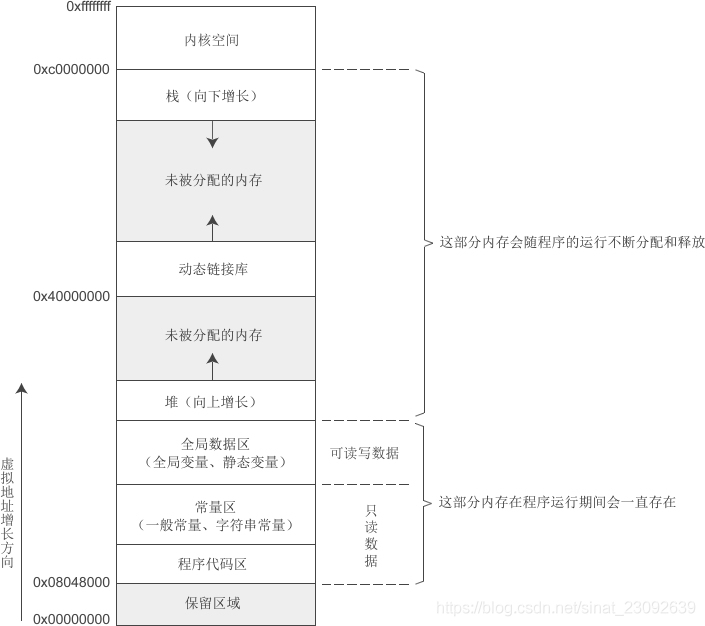 0xffffffff
内核空间
0xc0000000
栈（向下增长）
未被分配的内存
这部分内存会随程序的运行不断分配和释放
动态链接库
0x40000000
未被分配的内存
堆（向上增长）
全局数据区
（全局变量、静态变量）
可读写数据
虚拟地址增长方向
常量区
（一般常量、字符串常量）
只读数据
这部分内存在程序运行期间会一直存在
程序代码区
0x08048000
保留区域
0x00000000
https://blog.csdn.net/sinat_23092639